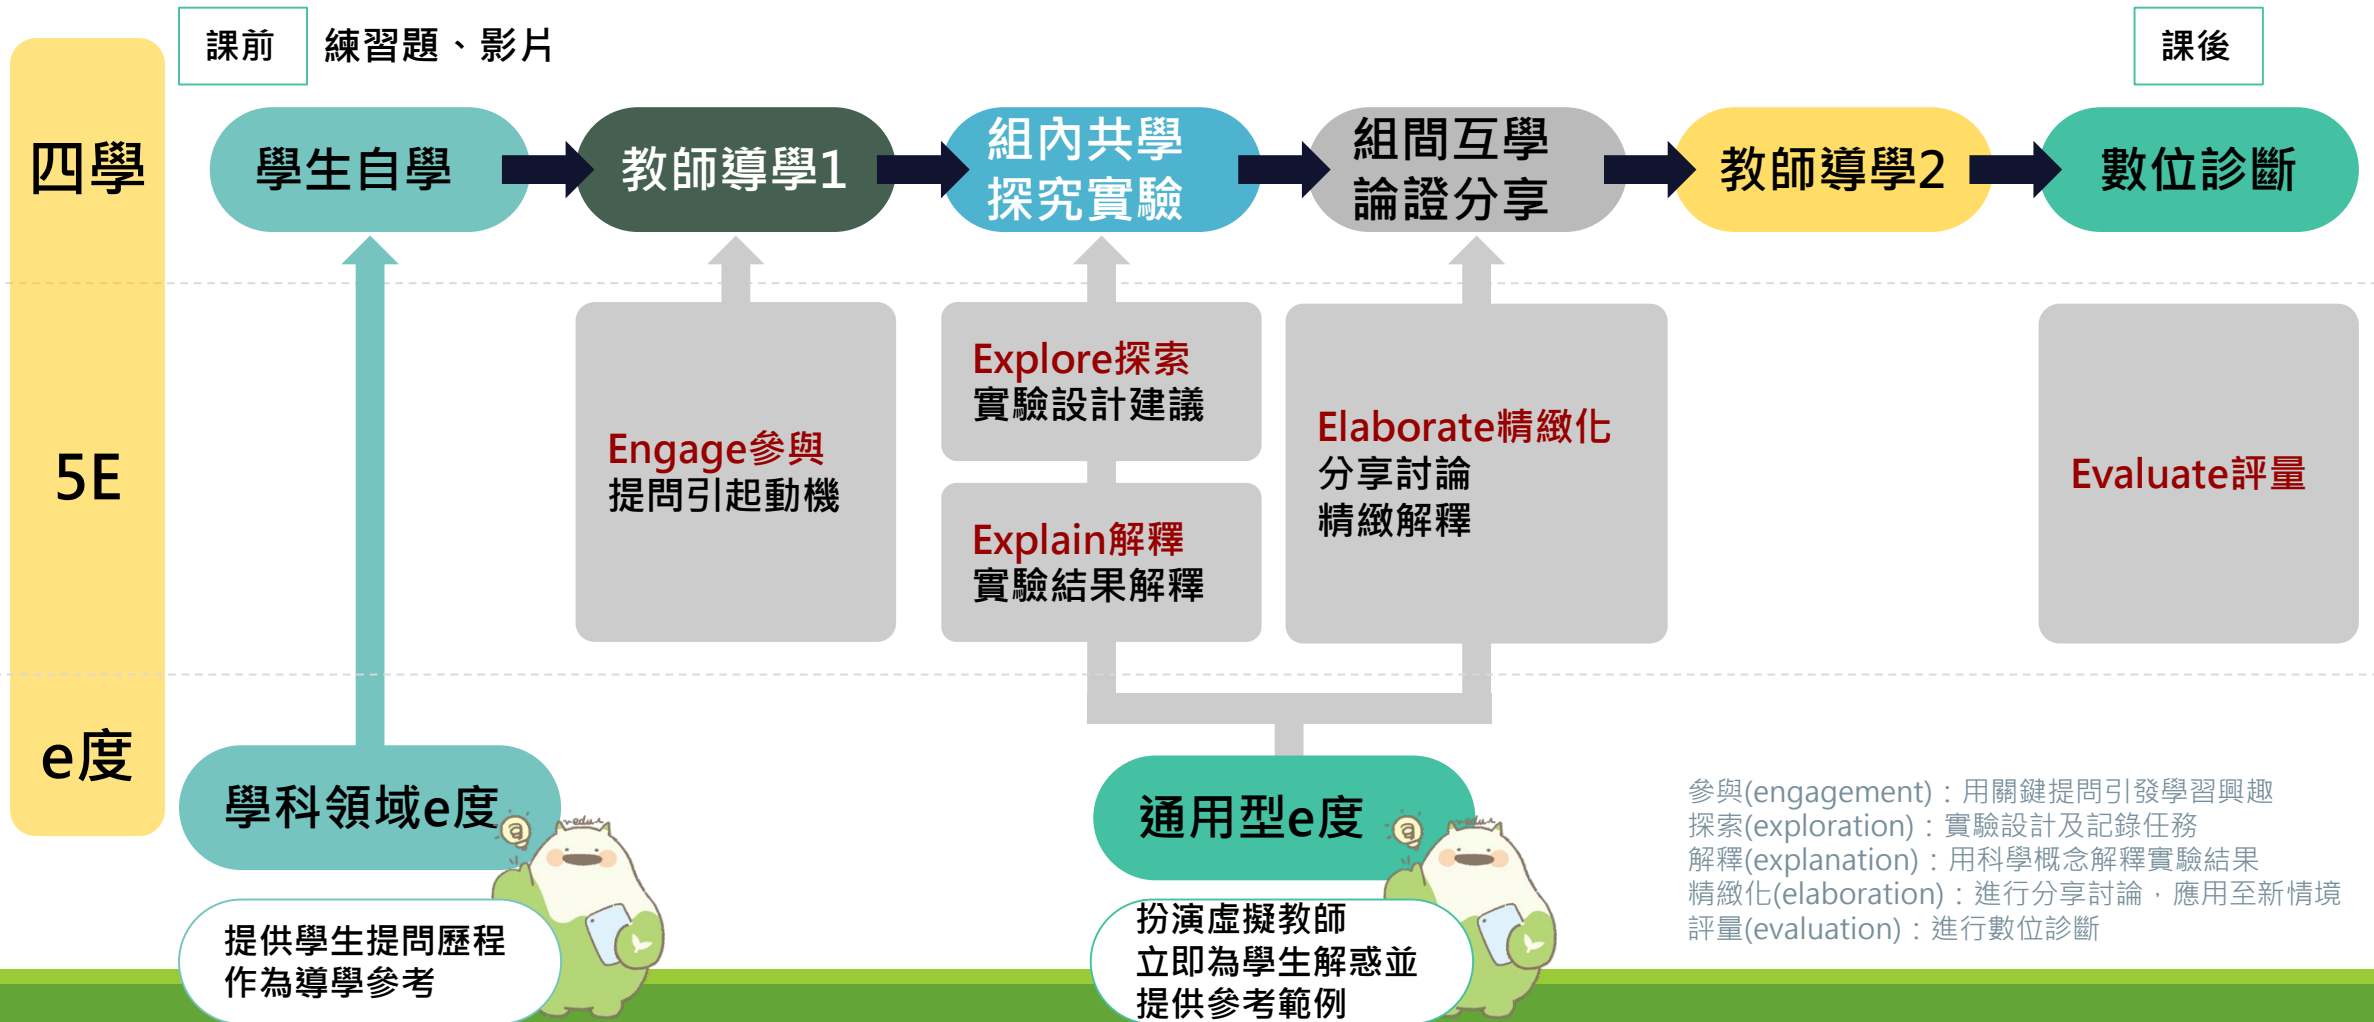 課前
練習題、影片
課後
四學
學生自學
教師導學1
組內共學
探究實驗
組間互學
論證分享
教師導學2
數位診斷
5E
Engage參與
提問引起動機
Explore探索
實驗設計建議
Explain解釋
實驗結果解釋
Elaborate精緻化
分享討論
精緻解釋
Evaluate評量
e度
學科領域e度
提供學生提問歷程
作為導學參考
通用型e度
扮演虛擬教師
立即為學生解惑並
提供參考範例
參與(engagement)：用關鍵提問引發學習興趣
探索(exploration)：實驗設計及記錄任務
解釋(explanation)：用科學概念解釋實驗結果
精緻化(elaboration)：進行分享討論，應用至新情境
評量(evaluation)：進行數位診斷